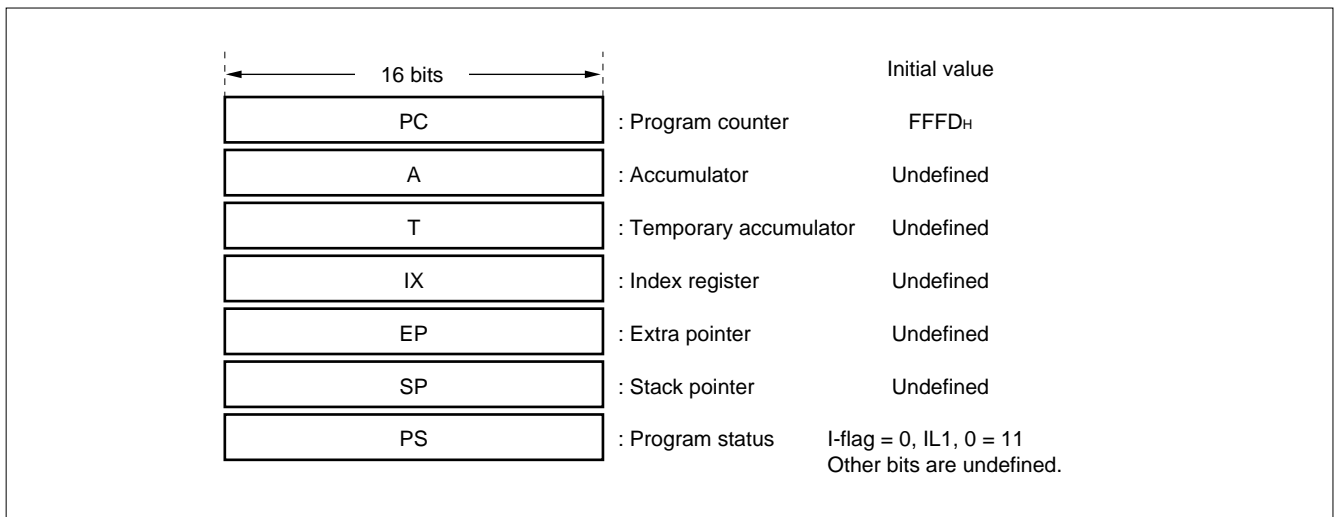 16 bits Initial value
PC : Program counter FFFDH
A : Accumulator Undefined
T : Temporary accumulator Undefined
IX : Index register Undefined
EP : Extra pointer Undefined
SP : Stack pointer Undefined
PS : Program status I-flag = 0, IL1, 0 = 11
Other bits are undefined.